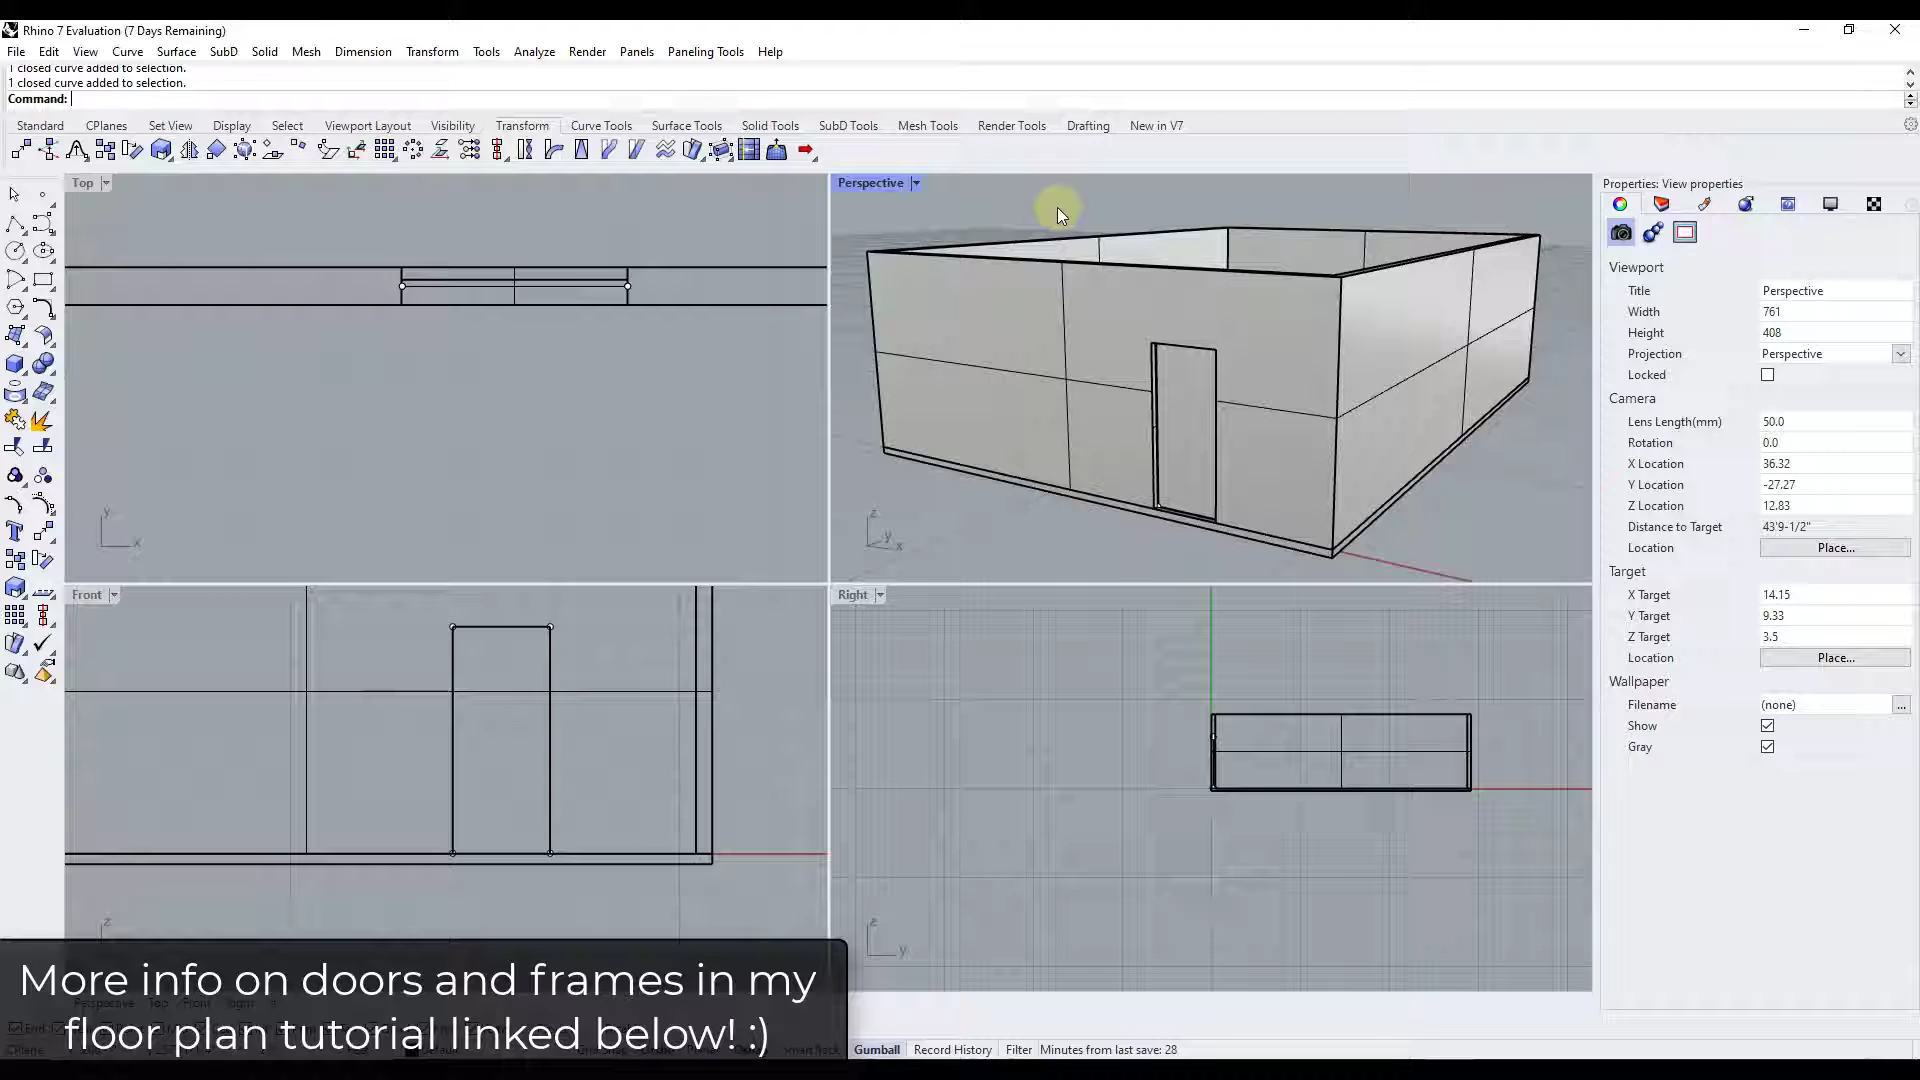 Rhino 7 Evaluation (7 Days Remaining)
File Edit View Curve Surface SubD Solid Mesh Dimension Transform Tools Analyze Render Panels Paneling Tools Help
1 closed curve added to selection.
1 closed curve added to selection.
Command:
Standard CPlanes Set View Display Select Viewport Layout Visibility Transform Curve Tools Surface Tools Solid Tools SubD Tools Mesh Tools Render Tools Drafting New in V7
Top
y
x
Perspective
z
y
x
Front
z
Right
z
y
Properties: View properties
Viewport
Title Perspective
Width 761
Height 408
Projection Perspective
Locked
Camera
Lens Length(mm) 50.0
Rotation 0.0
X Location 36.32
Y Location -27.27
Z Location 12.83
Distance to Target 43'9-1/2"
Location Place...
Target
X Target 14.15
Y Target 9.33
Z Target 3.5
Location Place...
Wallpaper
Filename (none) ...
Show
Gray
More info on doors and frames in my
floor plan tutorial linked below! :)
Gumball Record History Filter Minutes from last save: 28